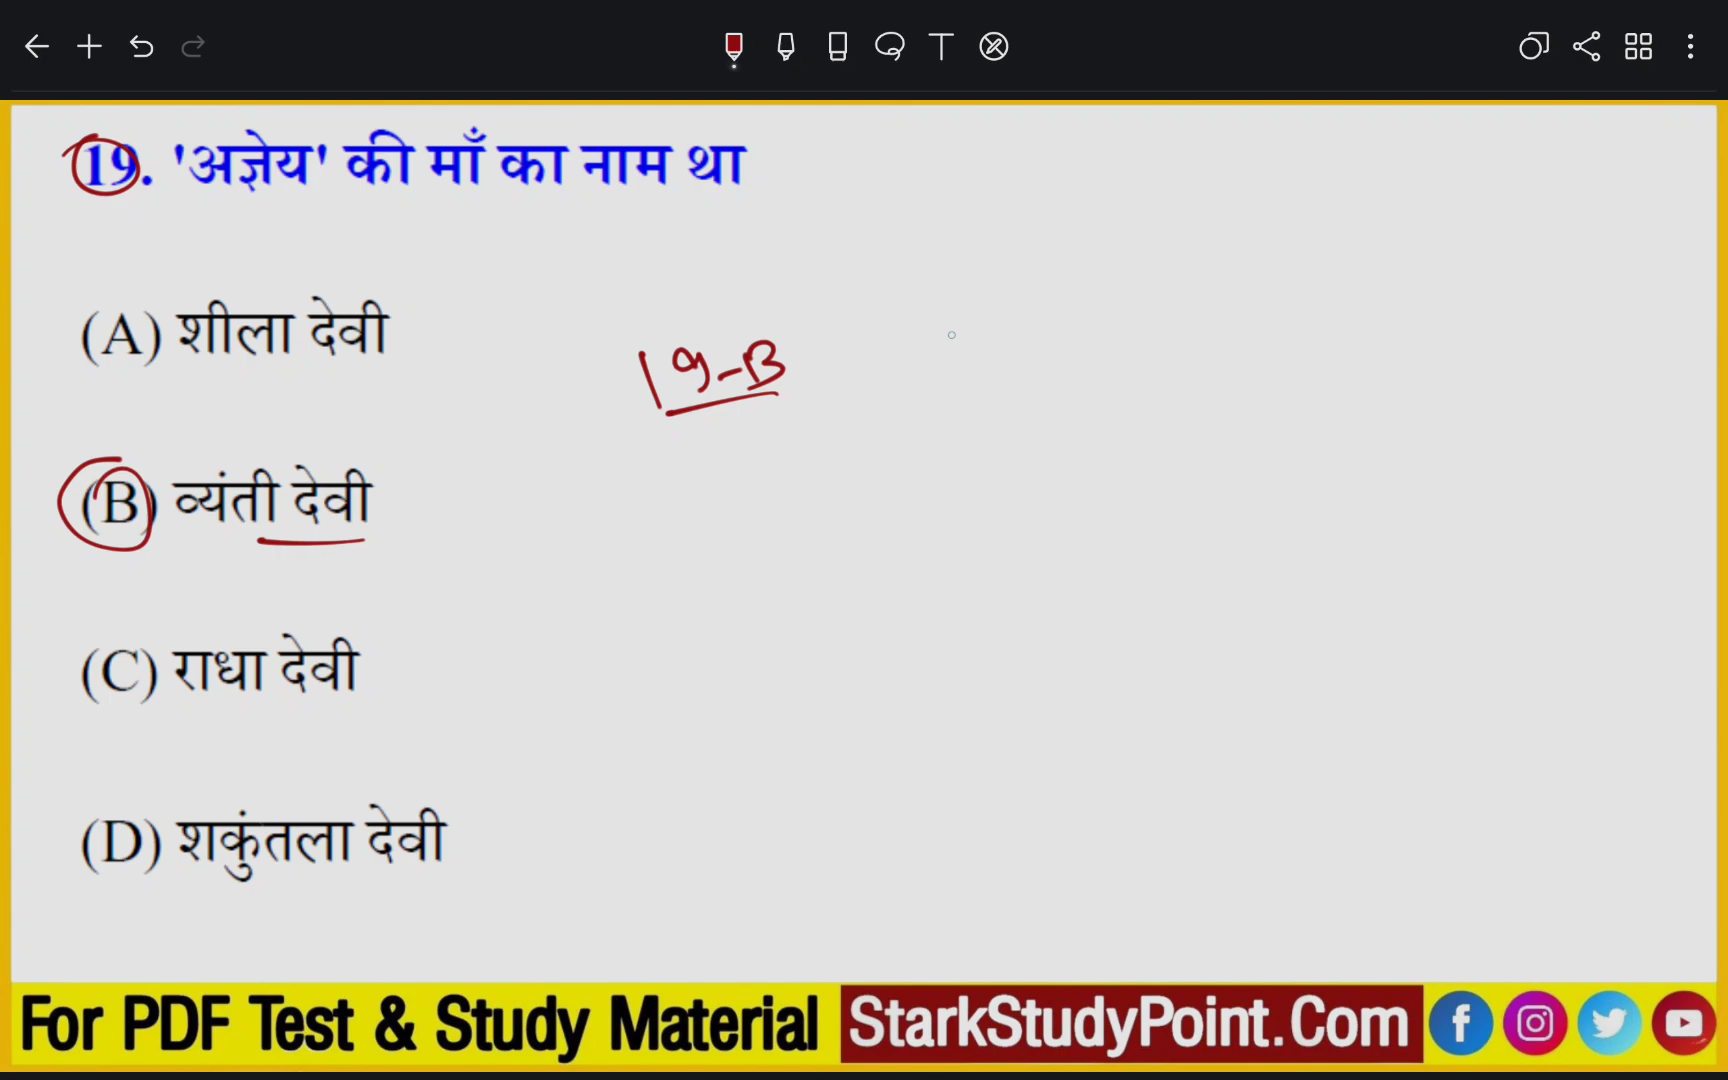 19. 'अज्ञेय' की माँ का नाम था
(A) शीला देवी
19-B
(B) व्यंती देवी
(C) राधा देवी
(D) शकुंतला देवी
For PDF Test & Study Material StarkStudyPoint.Com